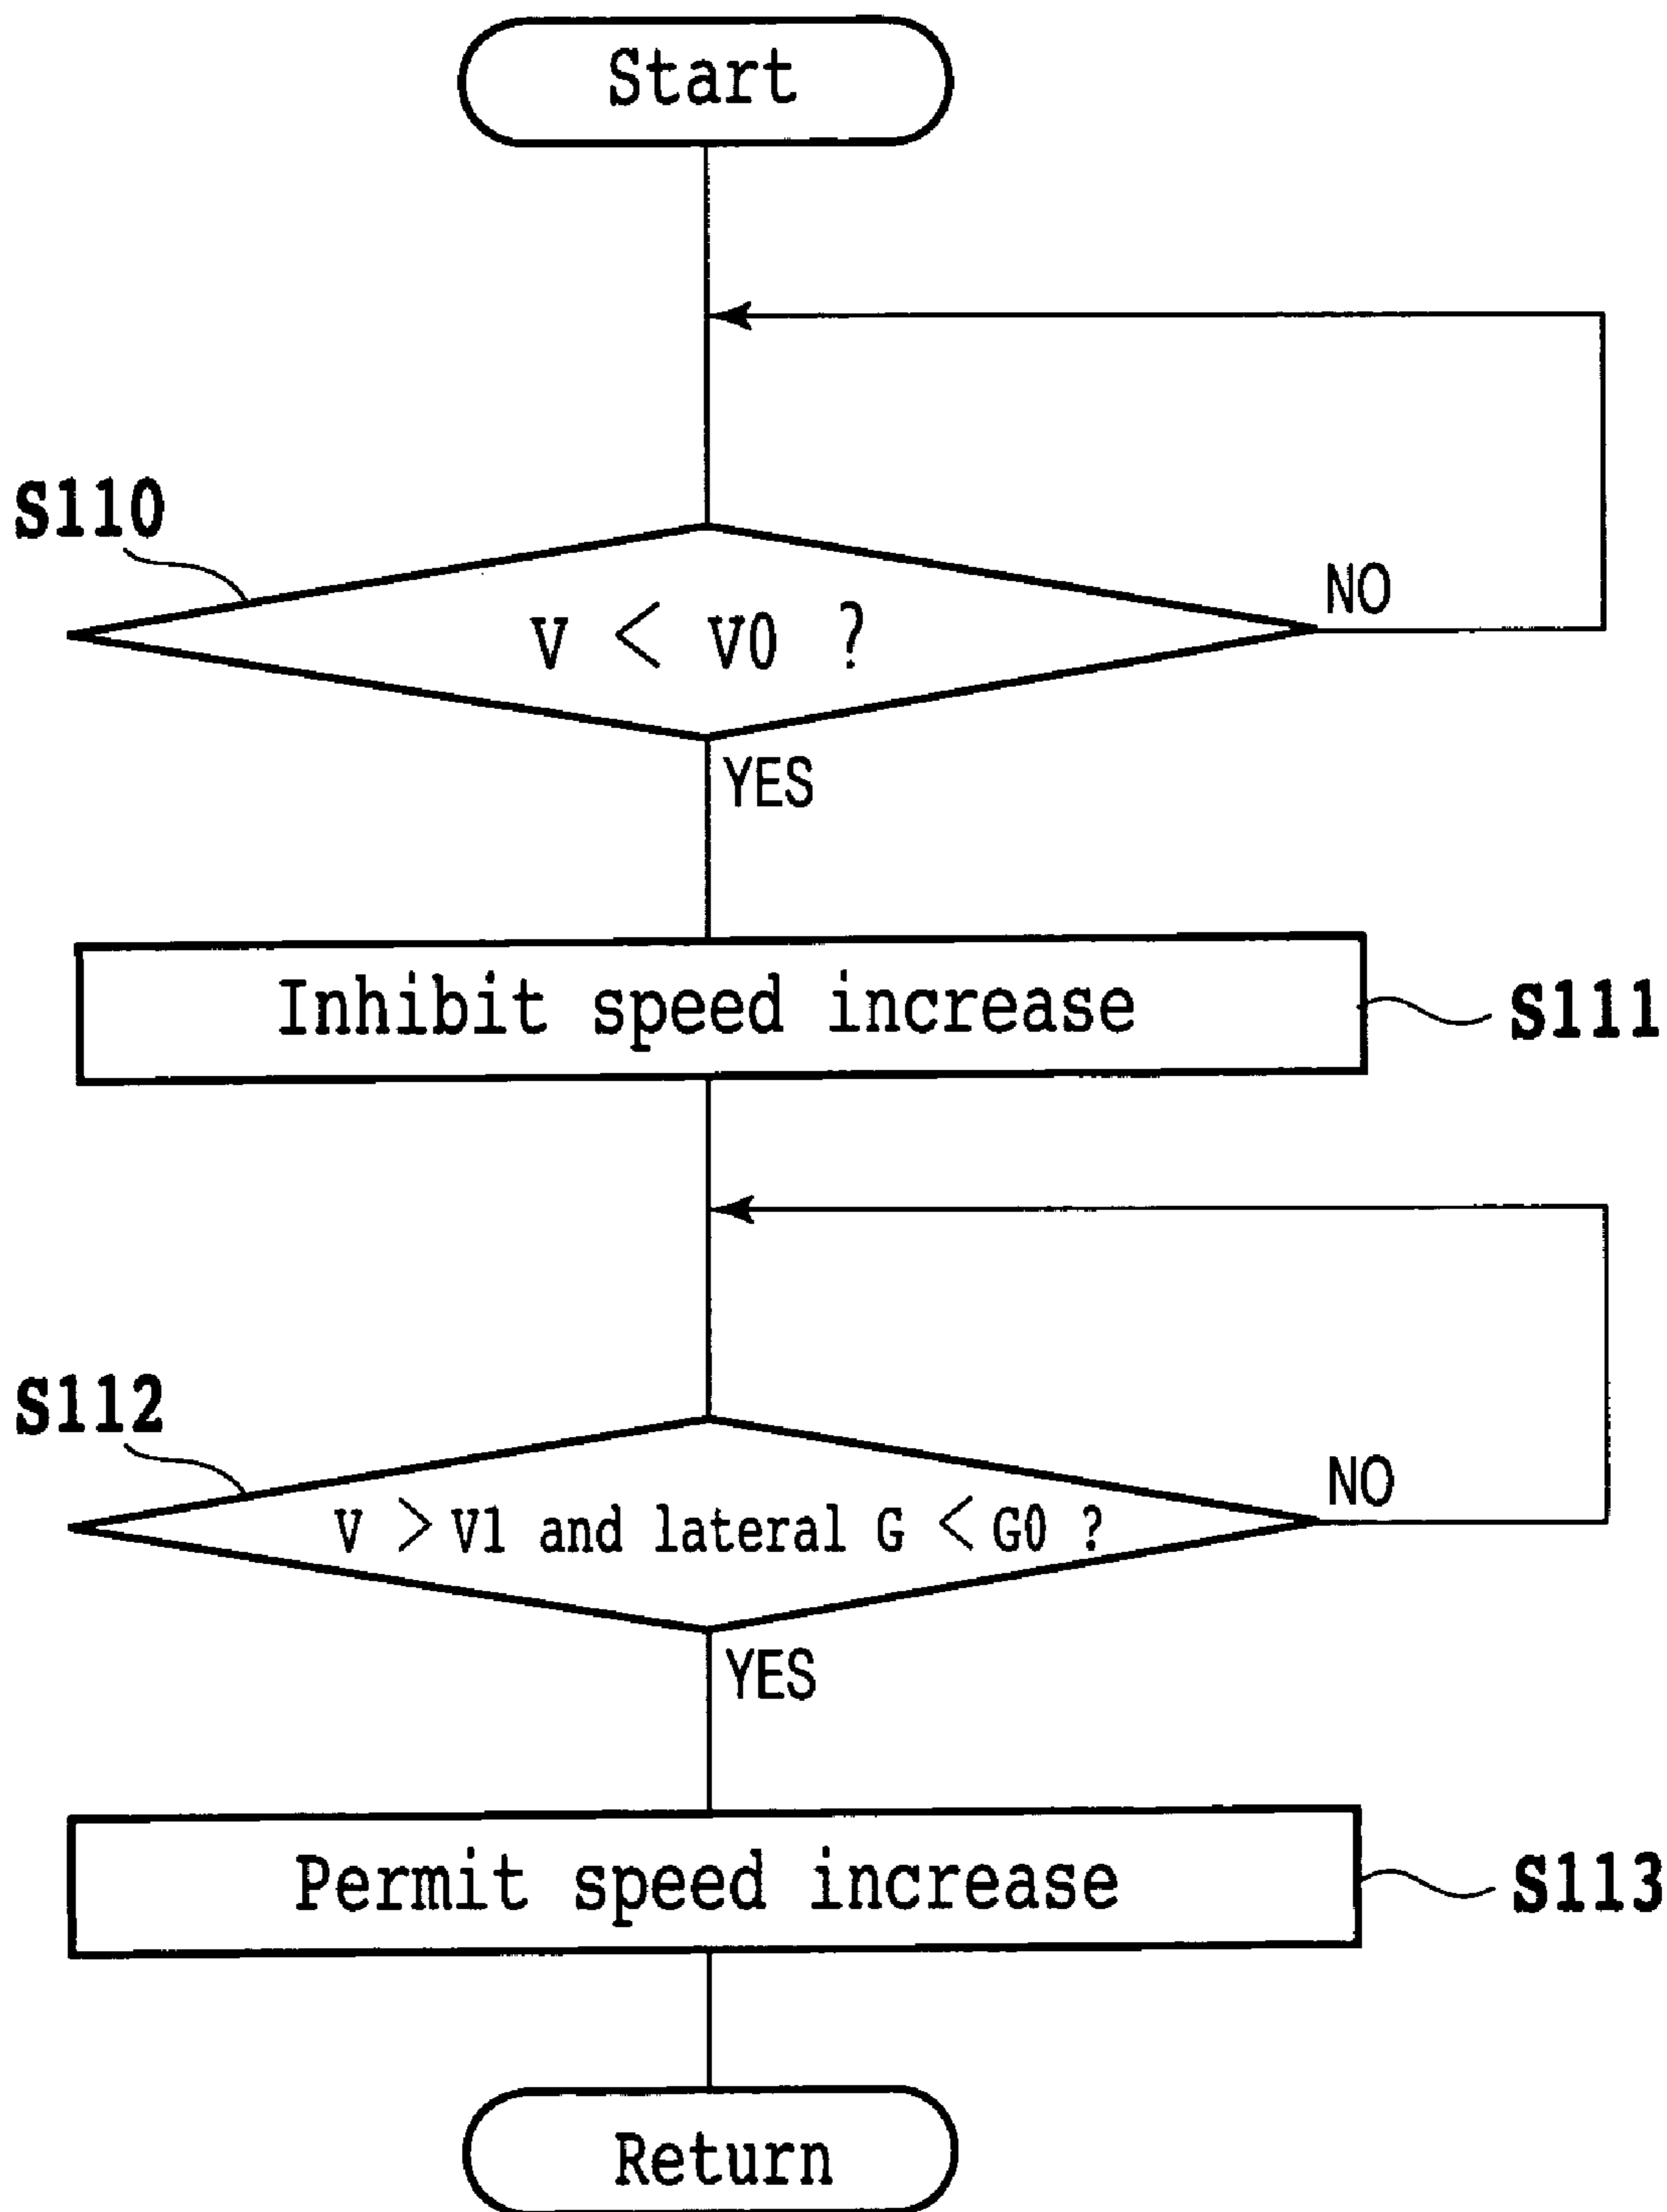 Start
S110
V < V0 ?
NO
YES
Inhibit speed increase
S111
S112
V > V1 and lateral G < G0 ?
NO
YES
Permit speed increase
S113
Return